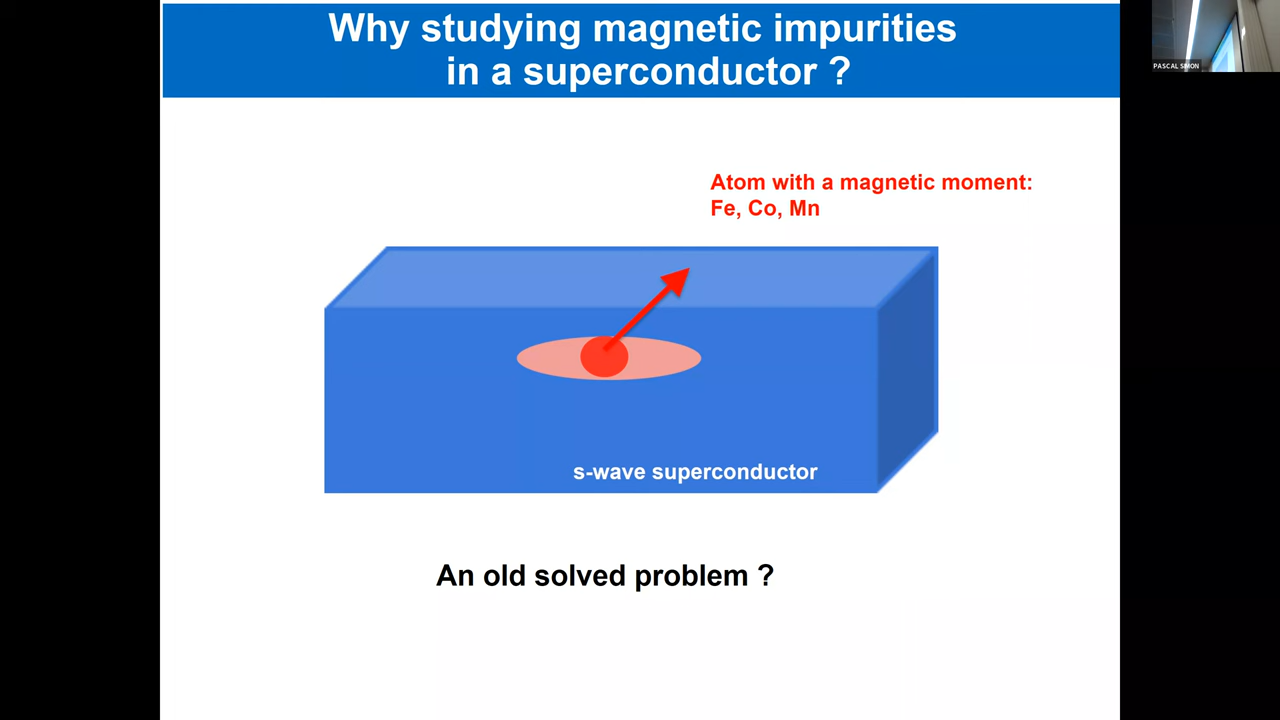 Why studying magnetic impurities
in a superconductor ?
PASCAL SIMON
Atom with a magnetic moment:
Fe, Co, Mn
s-wave superconductor
An old solved problem ?